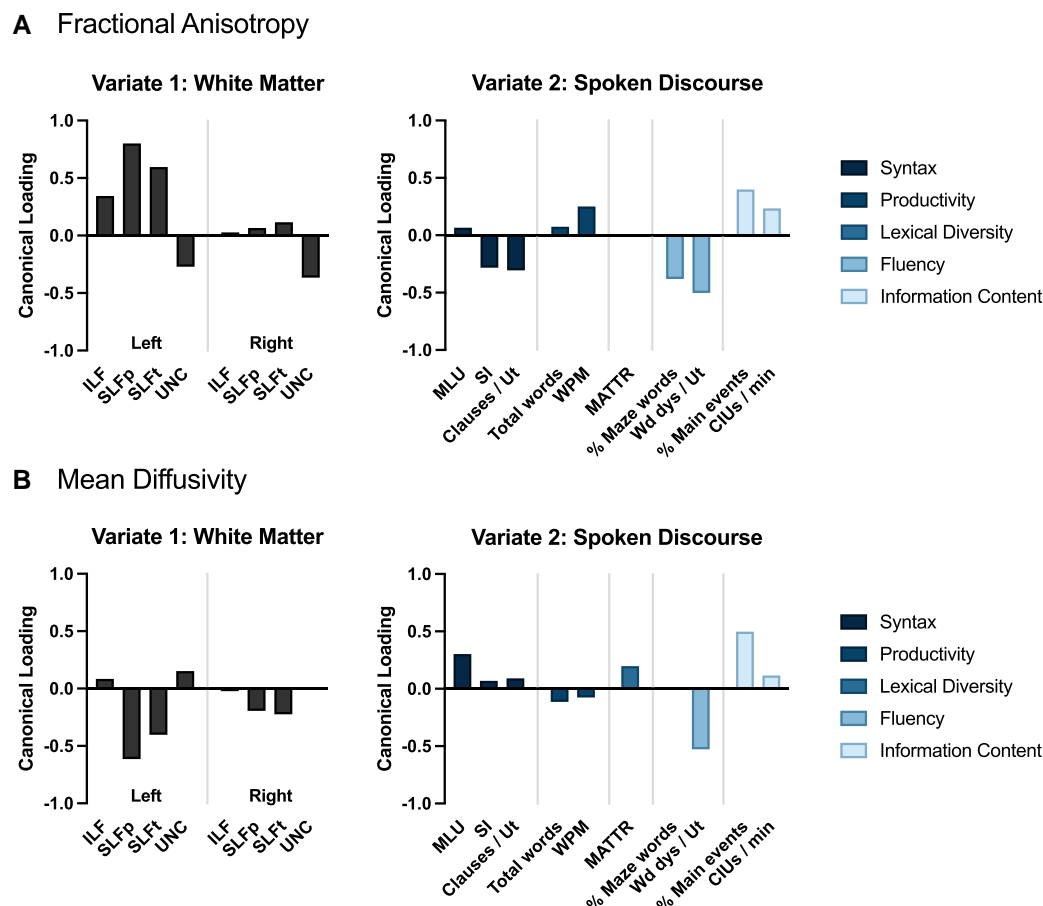 A Fractional Anisotropy
Variate 1: White Matter
Canonical Loading
1.0
0.5
0.0
-0.5
-1.0
Left
Right
ILF
SLFp
SLFt
UNC
ILF
SLFp
SLFt
UNC
Variate 2: Spoken Discourse
Canonical Loading
1.0
0.5
0.0
-0.5
-1.0
MLU
SI
Clauses / Ut
Total words
WPM
MATTR
% Maze words
Wd dys / Ut
% Main events
CIUs / min
Syntax
Productivity
Lexical Diversity
Fluency
Information Content
B Mean Diffusivity
Variate 1: White Matter
Canonical Loading
1.0
0.5
0.0
-0.5
-1.0
Left
Right
ILF
SLFp
SLFt
UNC
ILF
SLFp
SLFt
UNC
Variate 2: Spoken Discourse
Canonical Loading
1.0
0.5
0.0
-0.5
-1.0
MLU
SI
Clauses / Ut
Total words
WPM
MATTR
% Maze words
Wd dys / Ut
% Main events
CIUs / min
Syntax
Productivity
Lexical Diversity
Fluency
Information Content